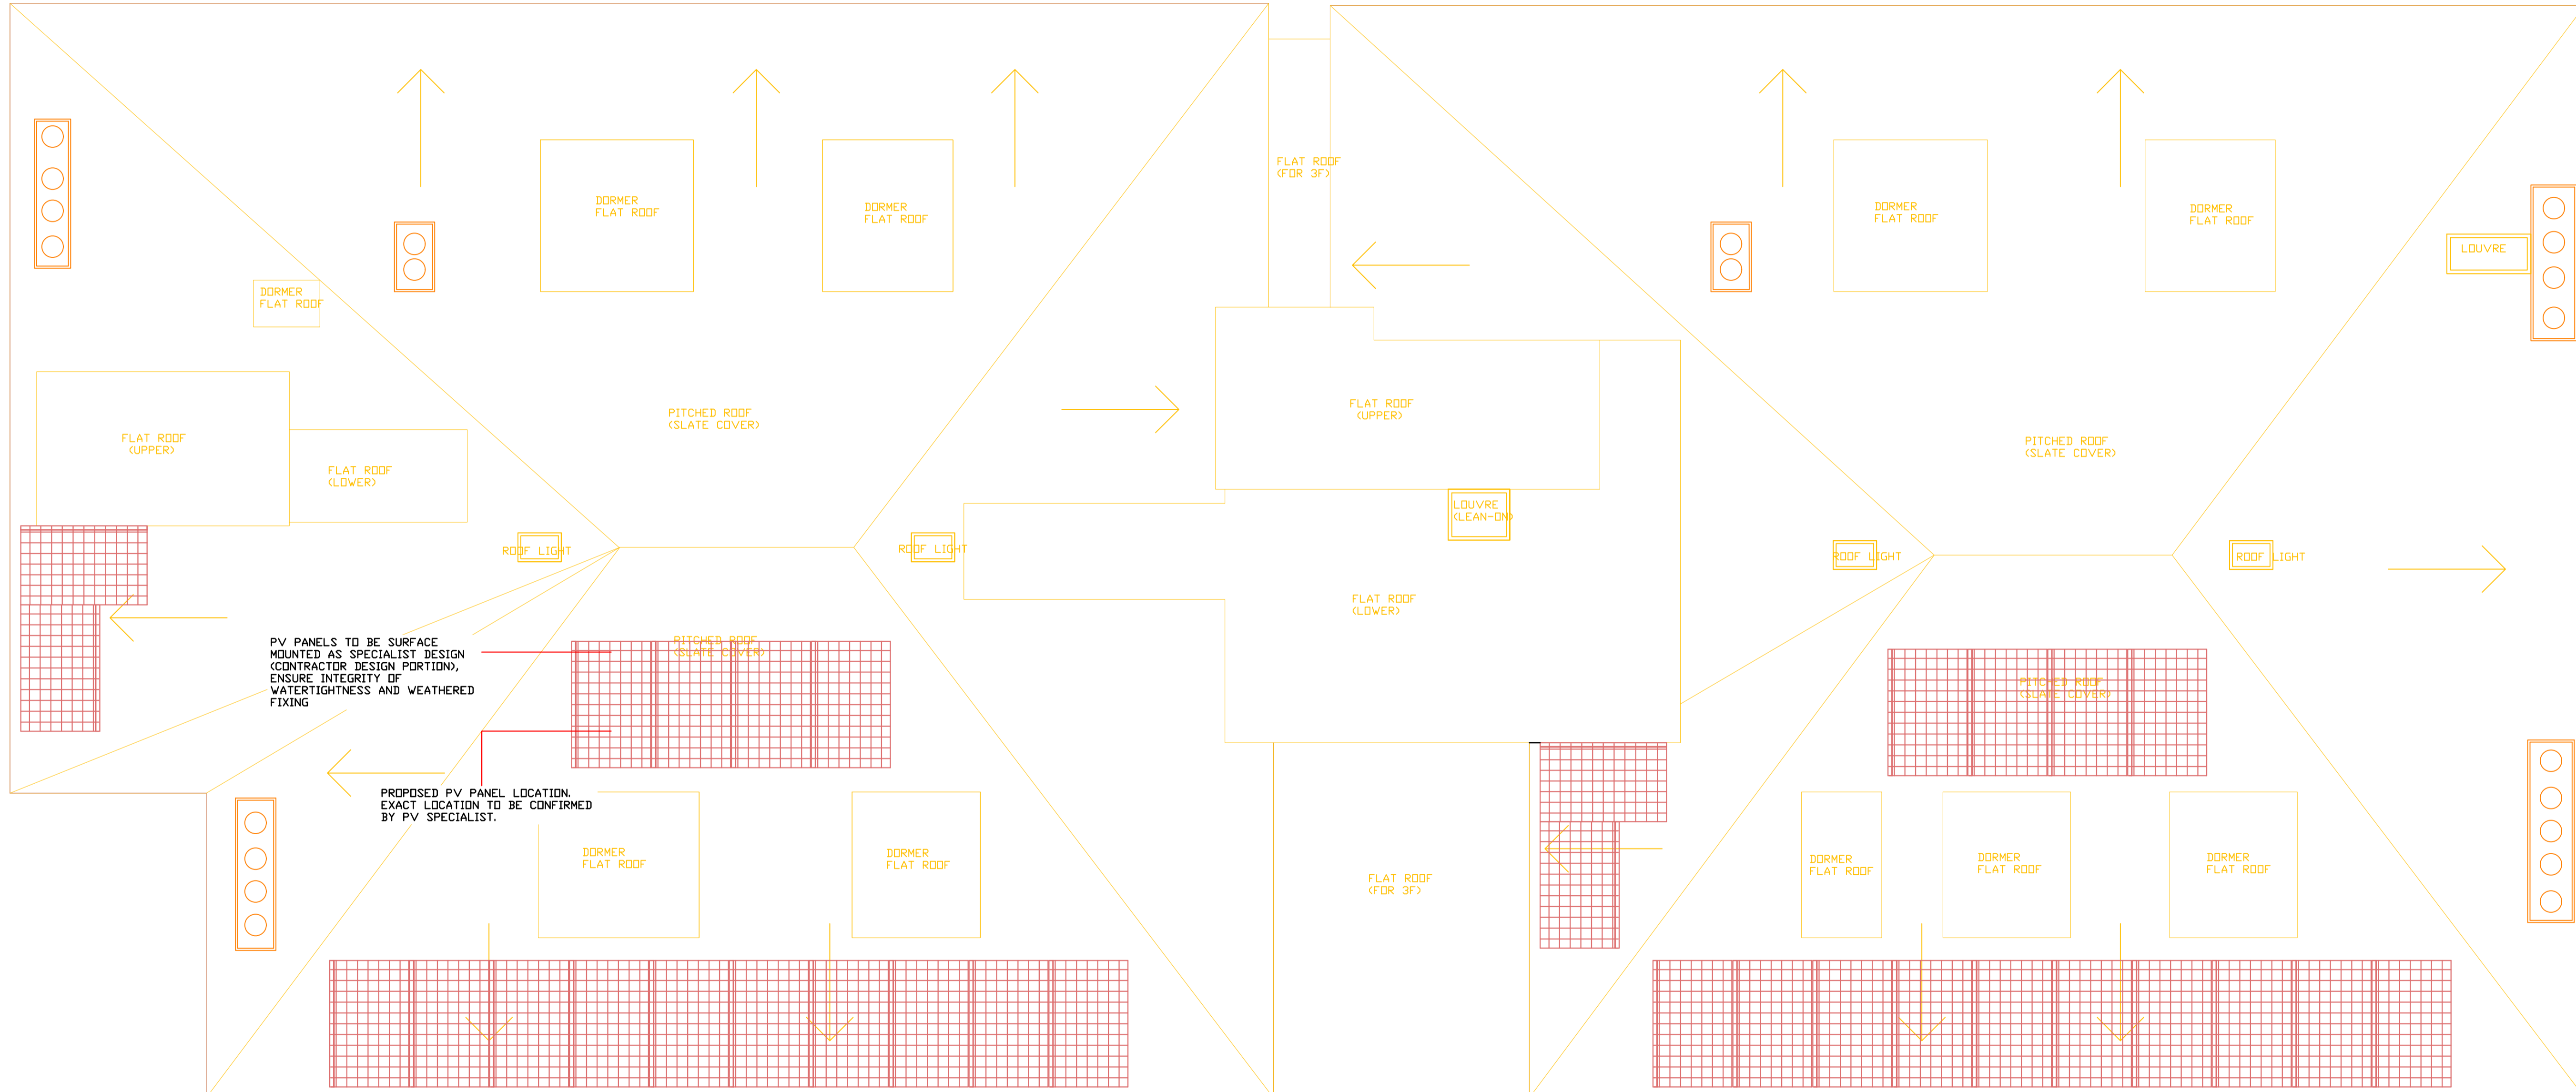 FLAT ROOF
(FOR 3F)
DORMER
FLAT ROOF
DORMER
FLAT ROOF
DORMER
FLAT ROOF
DORMER
FLAT ROOF
LOUVRE
DORMER
FLAT ROOF
PITCHED ROOF
(SLATE COVER)
FLAT ROOF
(UPPER)
FLAT ROOF
(UPPER)
FLAT ROOF
(LOWER)
PITCHED ROOF
(SLATE COVER)
LOUVRE
(LEAN-ON)
ROOF LIGHT
ROOF LIGHT
ROOF LIGHT
ROOF LIGHT
FLAT ROOF
(LOWER)
PV PANELS TO BE SURFACE
MOUNTED AS SPECIALIST DESIGN
(CONTRACTOR DESIGN PORTION),
ENSURE INTEGRITY OF
WATERTIGHTNESS AND WEATHERED
FIXING
PITCHED ROOF
(SLATE COVER)
PITCHED ROOF
(SLATE COVER)
PROPOSED PV PANEL LOCATION.
EXACT LOCATION TO BE CONFIRMED
BY PV SPECIALIST.
DORMER
FLAT ROOF
DORMER
FLAT ROOF
FLAT ROOF
(FOR 3F)
DORMER
FLAT ROOF
DORMER
FLAT ROOF
DORMER
FLAT ROOF